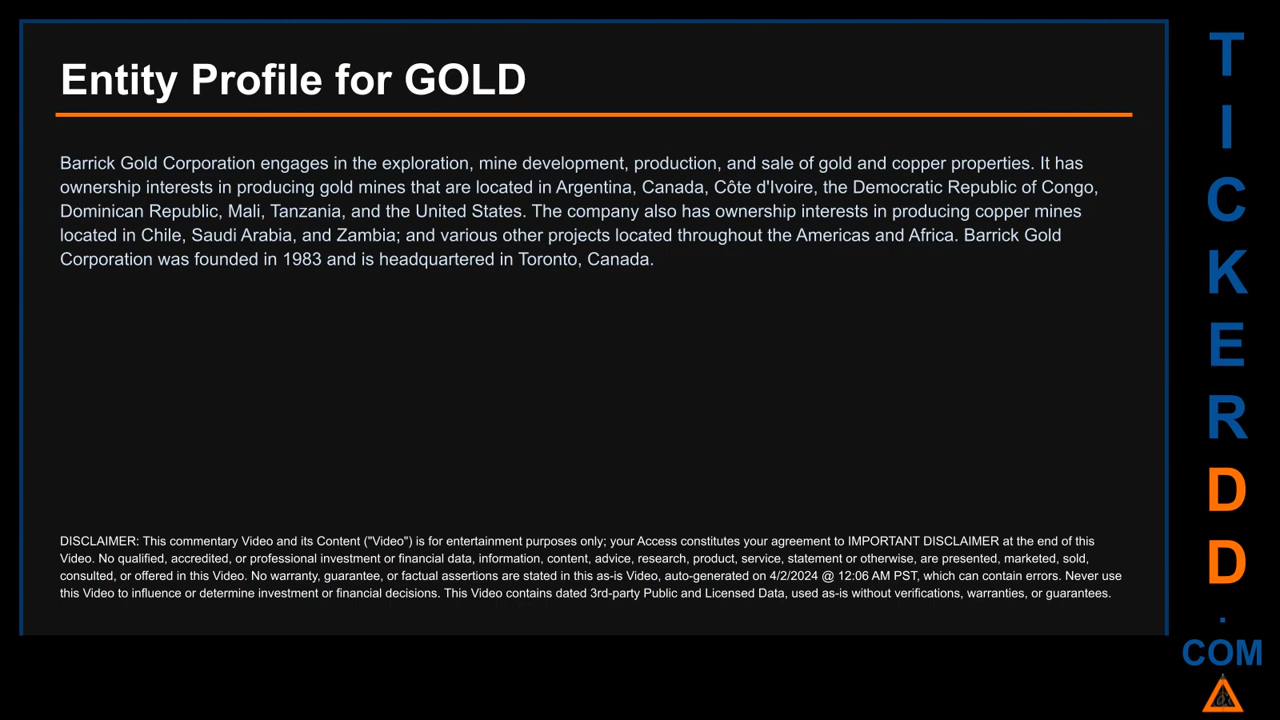 Entity Profile for GOLD
Barrick Gold Corporation engages in the exploration, mine development, production, and sale of gold and copper properties. It has
ownership interests in producing gold mines that are located in Argentina, Canada, Côte d'Ivoire, the Democratic Republic of Congo,
Dominican Republic, Mali, Tanzania, and the United States. The company also has ownership interests in producing copper mines
located in Chile, Saudi Arabia, and Zambia; and various other projects located throughout the Americas and Africa. Barrick Gold
Corporation was founded in 1983 and is headquartered in Toronto, Canada.
DISCLAIMER: This commentary Video and its Content ("Video") is for entertainment purposes only; your Access constitutes your agreement to IMPORTANT DISCLAIMER at the end of this
Video. No qualified, accredited, or professional investment or financial data, information, content, advice, research, product, service, statement or otherwise, are presented, marketed, sold,
consulted, or offered in this Video. No warranty, guarantee, or factual assertions are stated in this as-is Video, auto-generated on 4/2/2024 @ 12:06 AM PST, which can contain errors. Never use
this Video to influence or determine investment or financial decisions. This Video contains dated 3rd-party Public and Licensed Data, used as-is without verifications, warranties, or guarantees.
T
I
C
K
E
R
D
D
.
COM